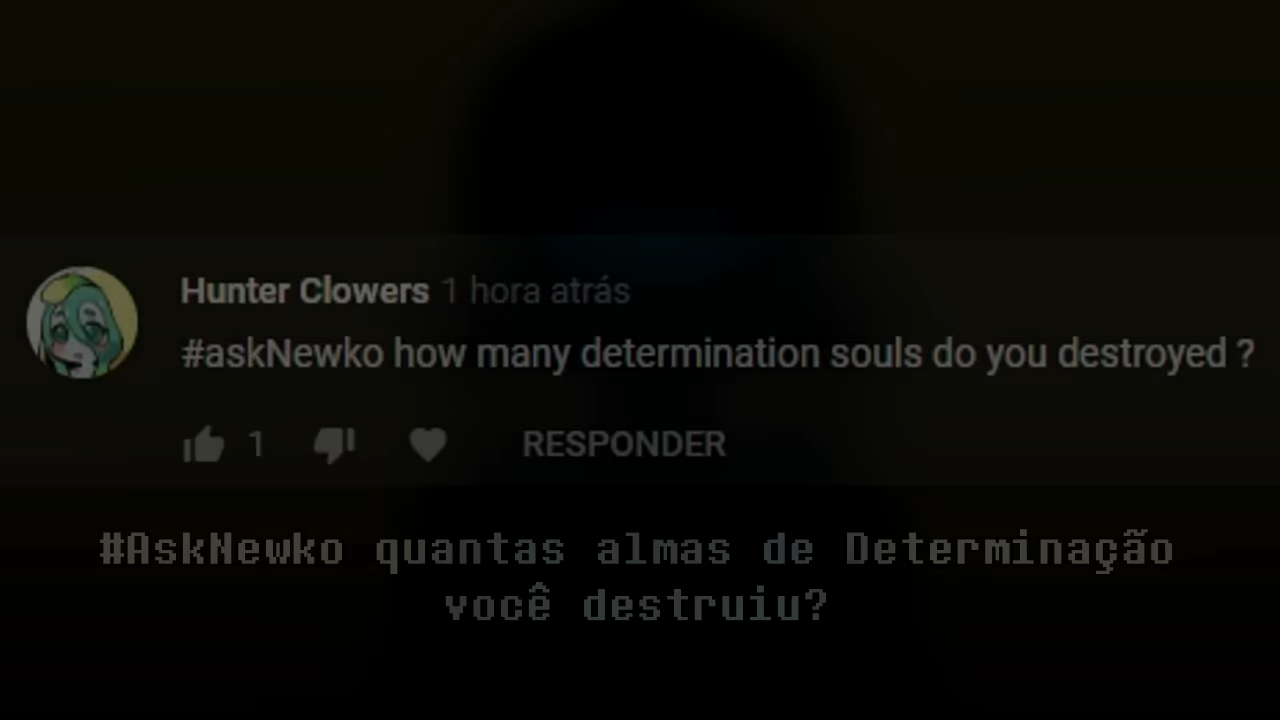 Hunter Clowers 1 hora atrás
#askNewko how many determination souls do you destroyed ?
1 RESPONDER
#AskNewko quantas almas de Determinação
você destruiu?